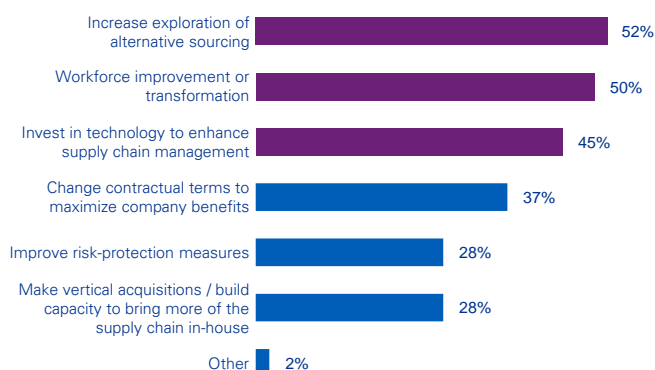 Increase exploration of
alternative sourcing
52%
Workforce improvement or
transformation
50%
Invest in technology to enhance
supply chain management
45%
Change contractual terms to
maximize company benefits
37%
Improve risk-protection measures
28%
Make vertical acquisitions / build
capacity to bring more of the
supply chain in-house
28%
Other
2%